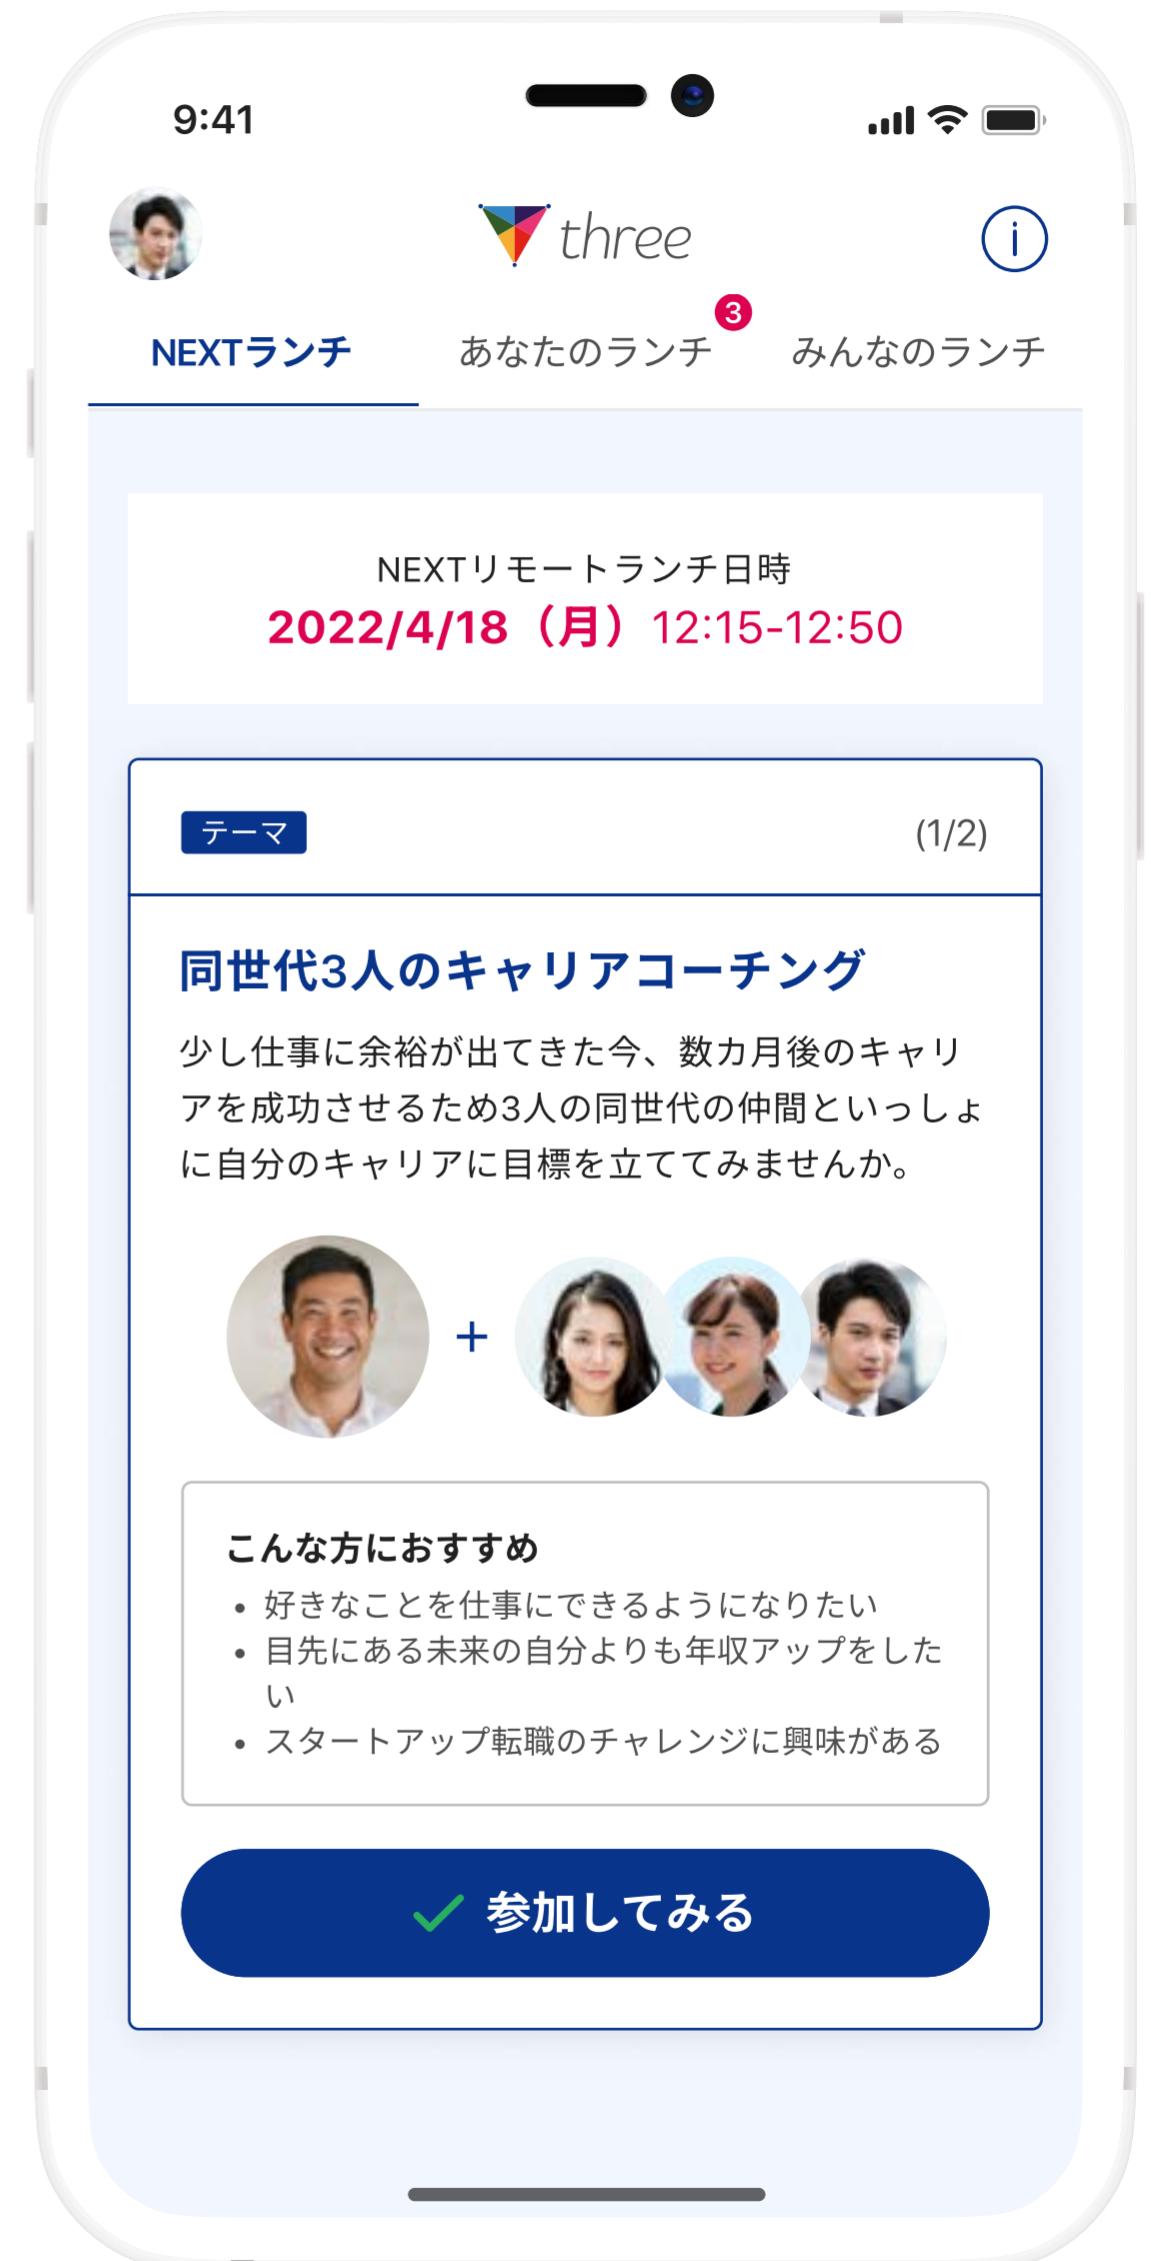 9:41
three
3
NEXTランチ
あなたのランチ
みんなのランチ
NEXTリモートランチ日時
2022/4/18（月）12:15-12:50
テーマ
(1/2)
同世代3人のキャリアコーチング
少し仕事に余裕が出てきた今、数カ月後のキャリ
アを成功させるため3人の同世代の仲間といっしょ
に自分のキャリアに目標を立ててみませんか。
+
こんな方におすすめ
• 好きなことを仕事にできるようになりたい
• 目先にある未来の自分よりも年収アップをした
い
• スタートアップ転職のチャレンジに興味がある
参加してみる